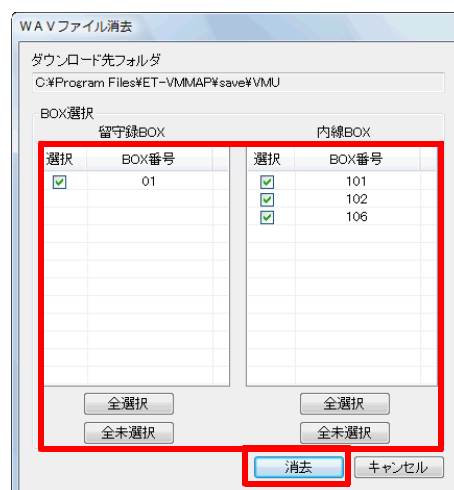 WAVファイル消去
ダウンロード先フォルダ
C:¥Program Files¥ET-VMMAP¥save¥VMU
BOX選択
留守録BOX 内線BOX
選択 BOX番号 選択 BOX番号
01 101
102
106
全選択 全選択
全未選択 全未選択
消去 キャンセル